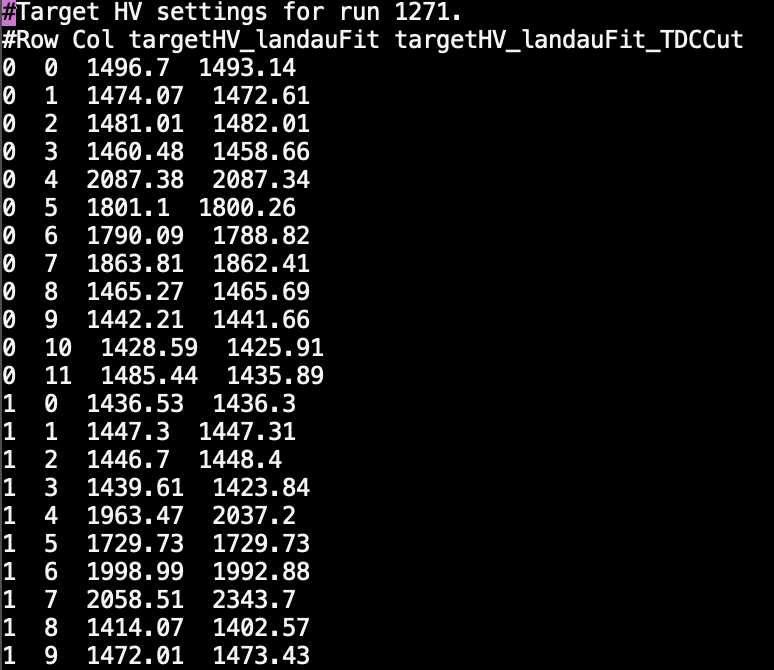 #Target HV settings for run 1271.
#Row Col targetHV_landauFit targetHV_landauFit_TDCCut
0  0  1496.7  1493.14
0  1  1474.07  1472.61
0  2  1481.01  1482.01
0  3  1460.48  1458.66
0  4  2087.38  2087.34
0  5  1801.1  1800.26
0  6  1790.09  1788.82
0  7  1863.81  1862.41
0  8  1465.27  1465.69
0  9  1442.21  1441.66
0  10  1428.59  1425.91
0  11  1485.44  1435.89
1  0  1436.53  1436.3
1  1  1447.3  1447.31
1  2  1446.7  1448.4
1  3  1439.61  1423.84
1  4  1963.47  2037.2
1  5  1729.73  1729.73
1  6  1998.99  1992.88
1  7  2058.51  2343.7
1  8  1414.07  1402.57
1  9  1472.01  1473.43